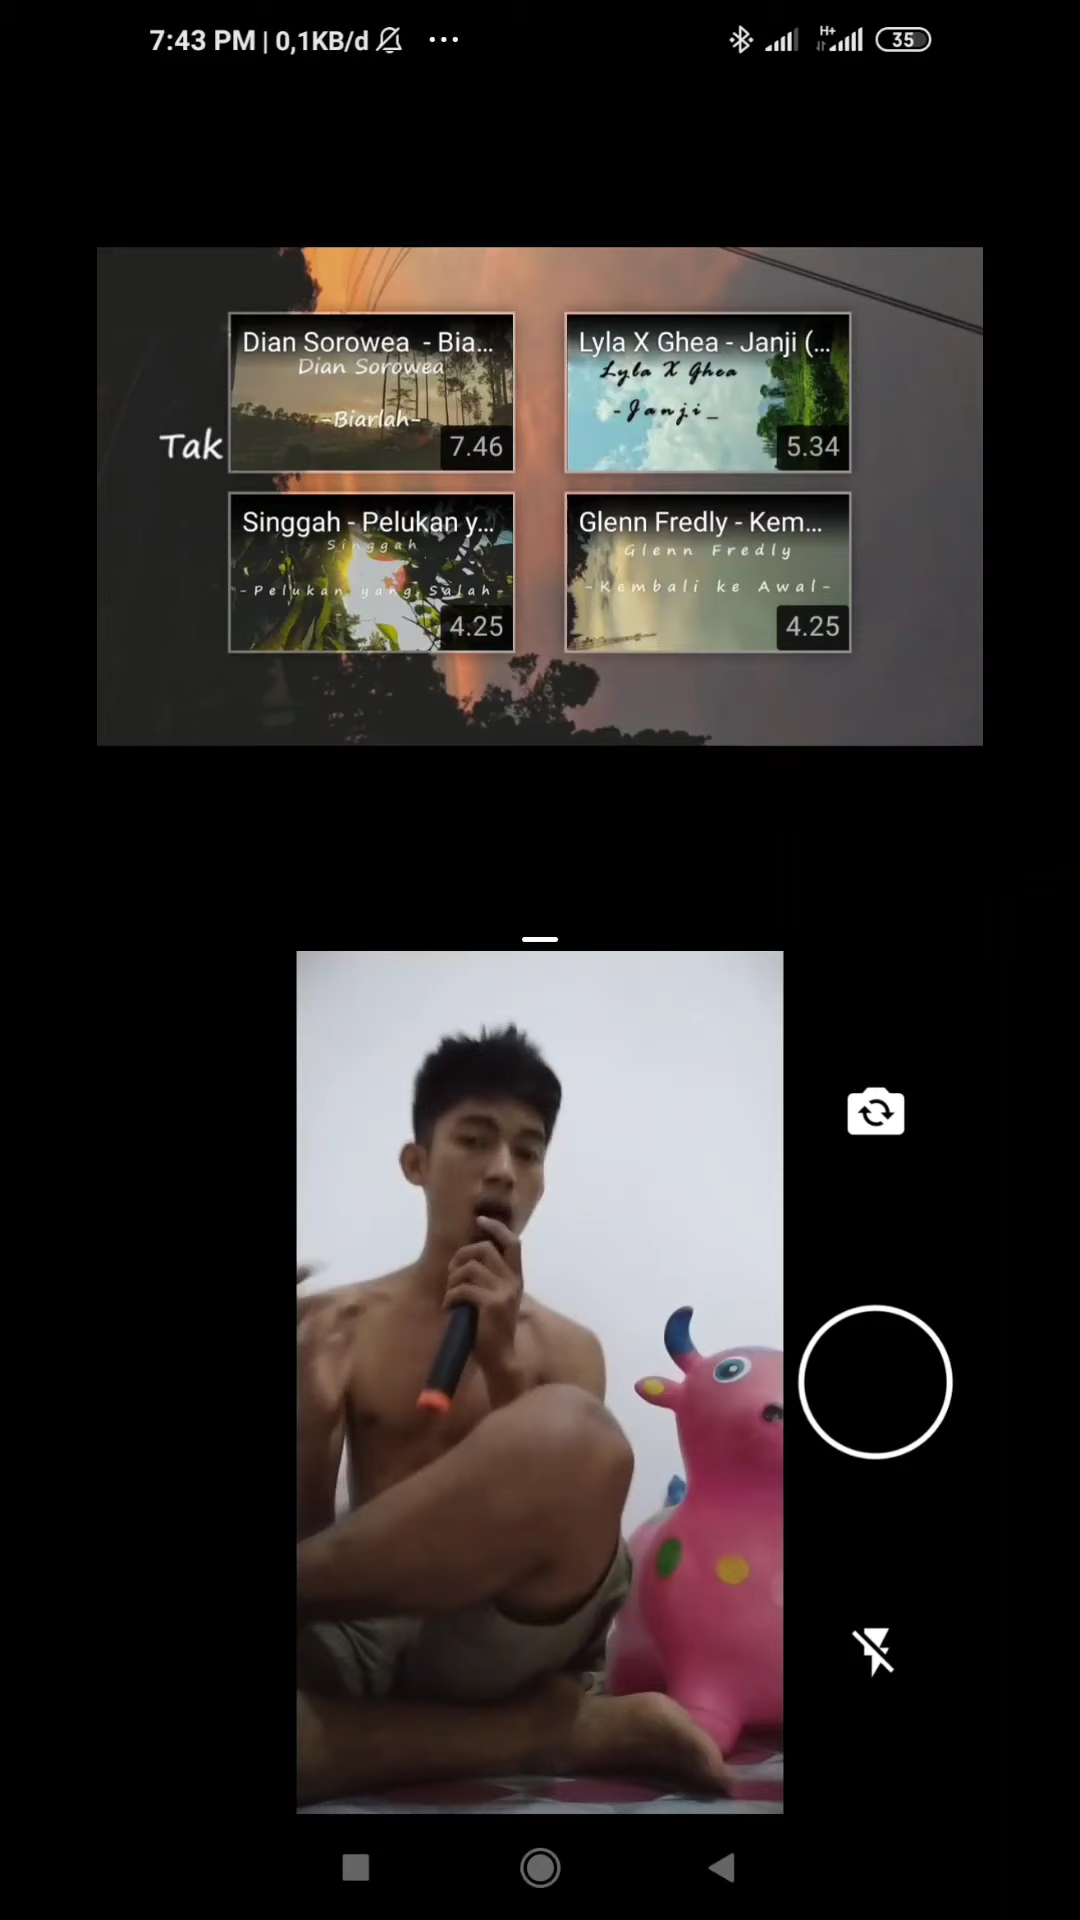 7:43 PM | 0,1KB/d
H+
35
Dian Sorowea - Bia...
Dian Sorowea
-Biarlah-
7.46
Lyla X Ghea - Janji (...
Lyla X Ghea
-Janji_
5.34
Tak
Singgah - Pelukan y...
Singgah
-Pelukan yang Salah-
4.25
Glenn Fredly - Kem...
Glenn Fredly
-Kembali ke Awal-
4.25